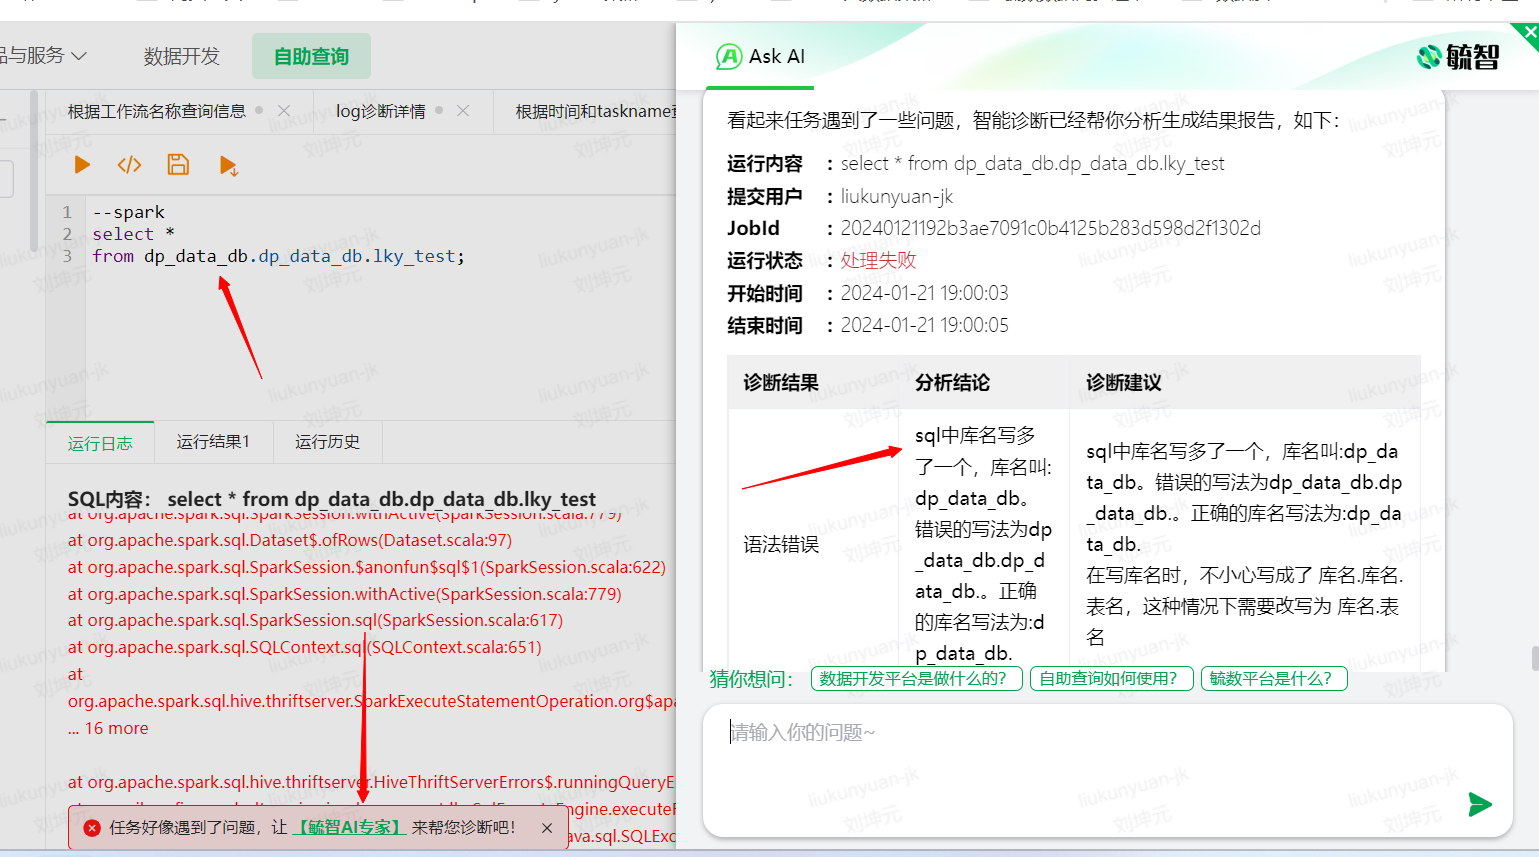 品与服务
数据开发
自助查询
根据工作流名称查询信息
log诊断详情
根据时间和taskname
1 --spark
2 select *
3 from dp_data_db.dp_data_db.lky_test;
运行日志
运行结果1
运行历史
SQL内容： select * from dp_data_db.dp_data_db.lky_test
at org.apache.spark.sql.SparkSession.withActive(SparkSession.scala:779)
at org.apache.spark.sql.Dataset$.ofRows(Dataset.scala:97)
at org.apache.spark.sql.SparkSession.$anonfun$sql$1(SparkSession.scala:622)
at org.apache.spark.sql.SparkSession.withActive(SparkSession.scala:779)
at org.apache.spark.sql.SparkSession.sql(SparkSession.scala:617)
at org.apache.spark.sql.SQLContext.sql(SQLContext.scala:651)
at
org.apache.spark.sql.hive.thriftserver.SparkExecuteStatementOperation.org$apa
... 16 more
at org.apache.spark.sql.hive.thriftserver.HiveThriftServerErrors$.runningQueryE
ngine.executeF
ava.sql.SQLExc
任务好像遇到了问题，让【毓智AI专家】来帮您诊断吧！
Ask AI
毓智
看起来任务遇到了一些问题，智能诊断已经帮你分析生成结果报告，如下：
运行内容 : select * from dp_data_db.dp_data_db.lky_test
提交用户 : liukunyuan-jk
JobId : 20240121192b3ae7091c0b4125b283d598d2f1302d
运行状态 : 处理失败
开始时间 : 2024-01-21 19:00:03
结束时间 : 2024-01-21 19:00:05
诊断结果
分析结论
诊断建议
语法错误
sql中库名写多
了一个，库名叫:
dp_data_db。
错误的写法为dp
_data_db.dp_d
ata_db.。正确
的库名写法为:d
p_data_db.
sql中库名写多了一个，库名叫:dp_da
ta_db。错误的写法为dp_data_db.dp
_data_db.。正确的库名写法为:dp_da
ta_db.
在写库名时，不小心写成了 库名.库名.
表名，这种情况下需要改写为 库名.表
名
猜你想问：
数据开发平台是做什么的？
自助查询如何使用？
毓数平台是什么？
请输入你的问题~
liukunyuan-jk
刘坤元